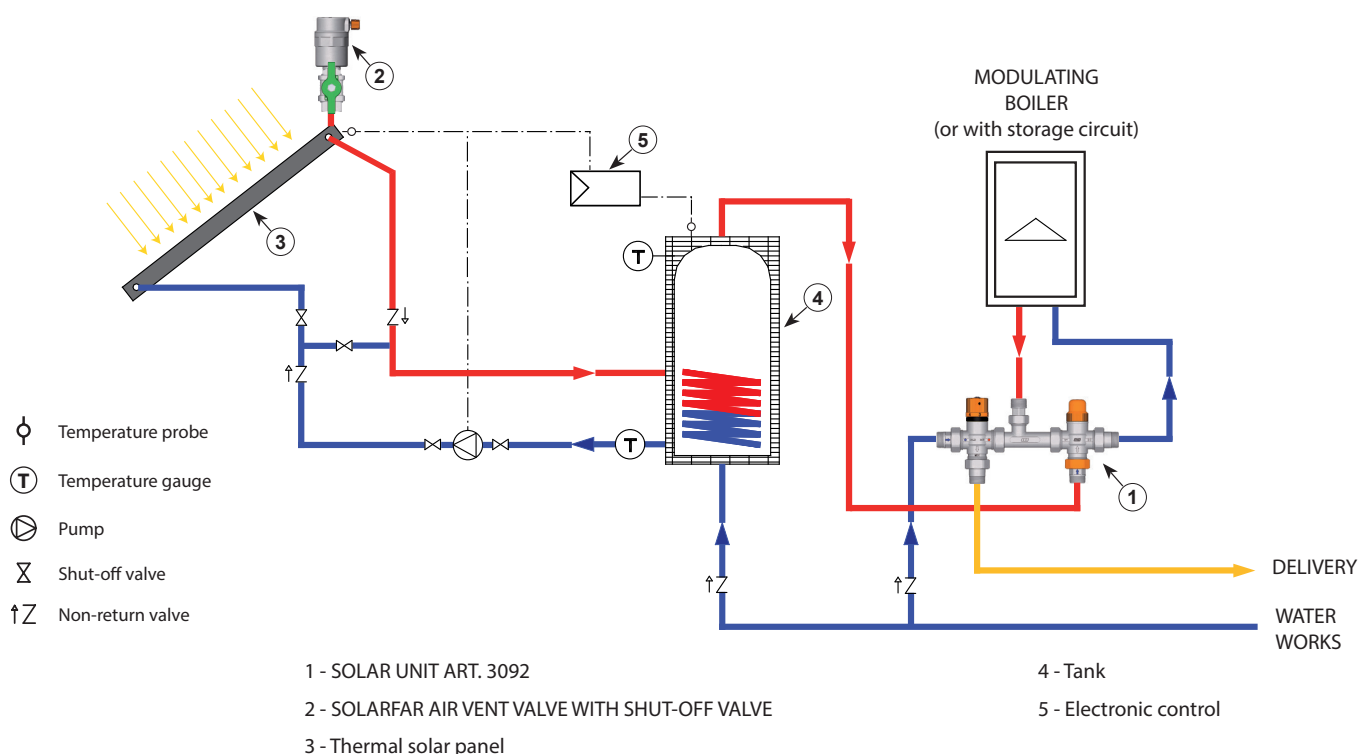 2
MODULATING
BOILER
(or with storage circuit)
5
3
T
4
Temperature probe
T
Temperature gauge
T
1
Pump
Shut-off valve
DELIVERY
Non-return valve
WATER
WORKS
1 - SOLAR UNIT ART. 3092
2 - SOLARFAR AIR VENT VALVE WITH SHUT-OFF VALVE
3 - Thermal solar panel
4 - Tank
5 - Electronic control